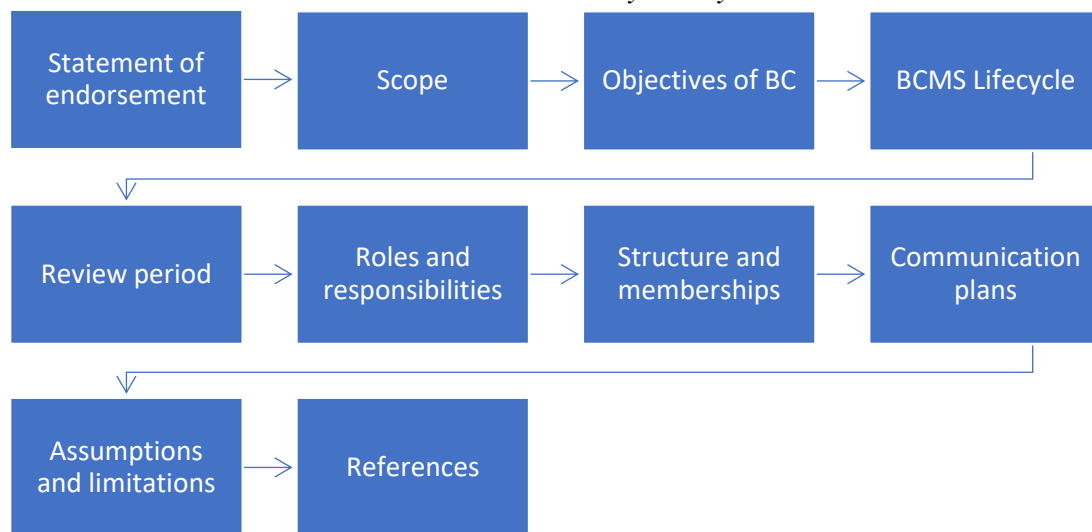 Statement of
endorsement
Scope
Objectives of BC
BCMS Lifecycle
Review period
Roles and
responsibilities
Structure and
memberships
Communication
plans
Assumptions
and limitations
References